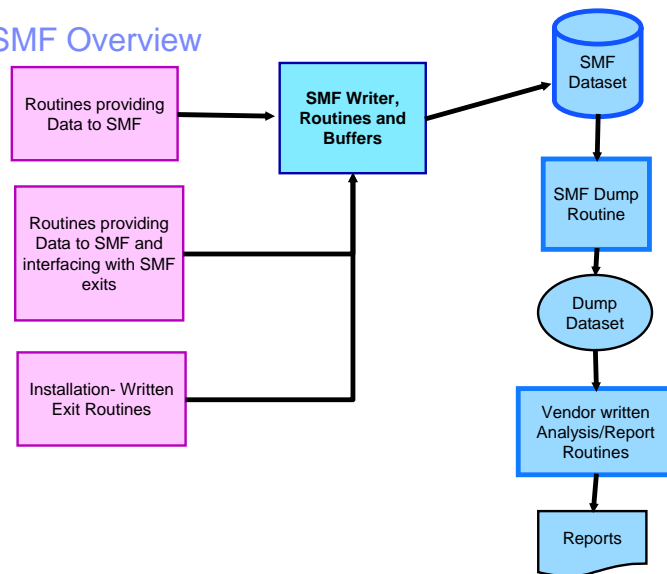 SMF Overview
Routines providing
Data to SMF
SMF Writer,
Routines and
Buffers
SMF
Dataset
Routines providing
Data to SMF and
interfacing with SMF
exits
SMF Dump
Routine
Dump
Dataset
Installation- Written
Exit Routines
Vendor written
Analysis/Report
Routines
Reports